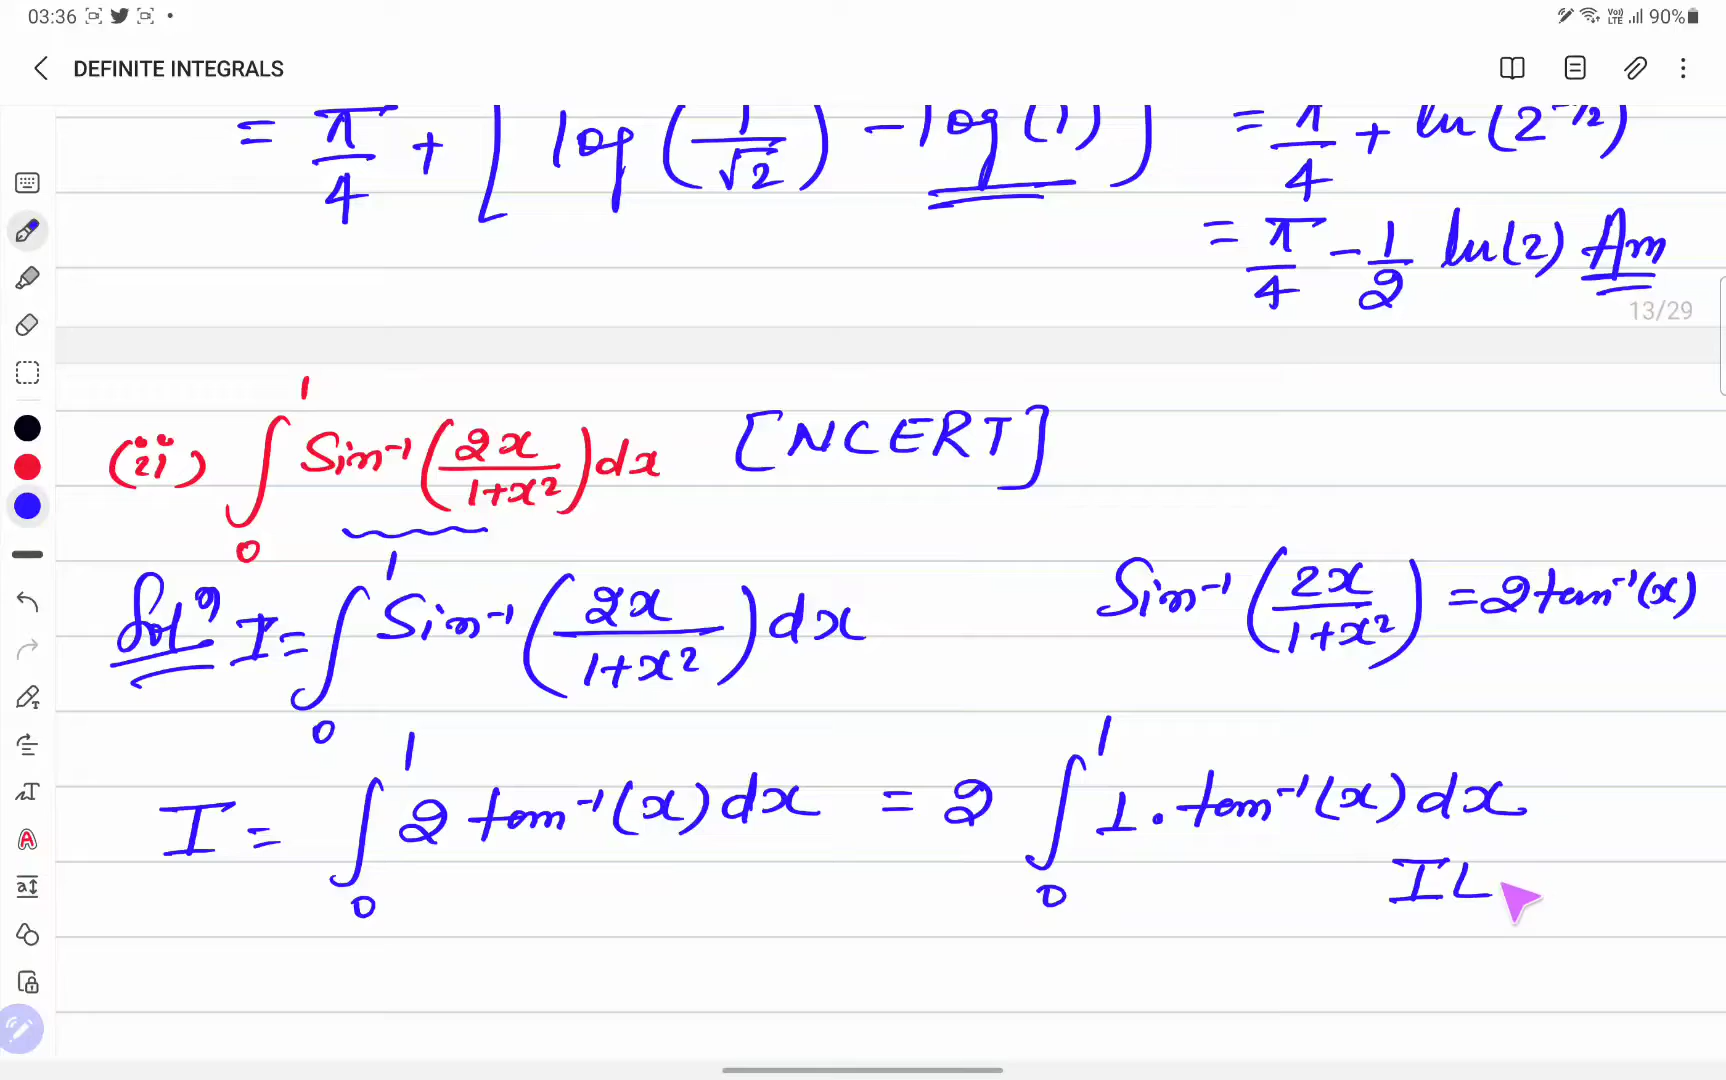 03:36 90%
DEFINITE INTEGRALS
= π/4 + [log(1/√2) - log(1)] = π/4 + ln(2^-1/2)
= π/4 - 1/2 ln(2) Ans
13/29
(ii) ∫₀¹ Sin⁻¹(2x/(1+x²))dx [NCERT]
Solⁿ I = ∫₀¹ Sin⁻¹(2x/(1+x²))dx Sin⁻¹(2x/(1+x²)) = 2tan⁻¹(x)
I = ∫₀¹ 2 tan⁻¹(x)dx = 2 ∫₀¹ 1.tan⁻¹(x)dx
IL